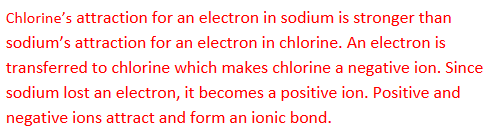 Chlorine’s attraction for an electron in sodium is stronger than
sodium’s attraction for an electron in chlorine. An electron is
transferred to chlorine which makes chlorine a negative ion. Since
sodium lost an electron, it becomes a positive ion. Positive and
negative ions attract and form an ionic bond.